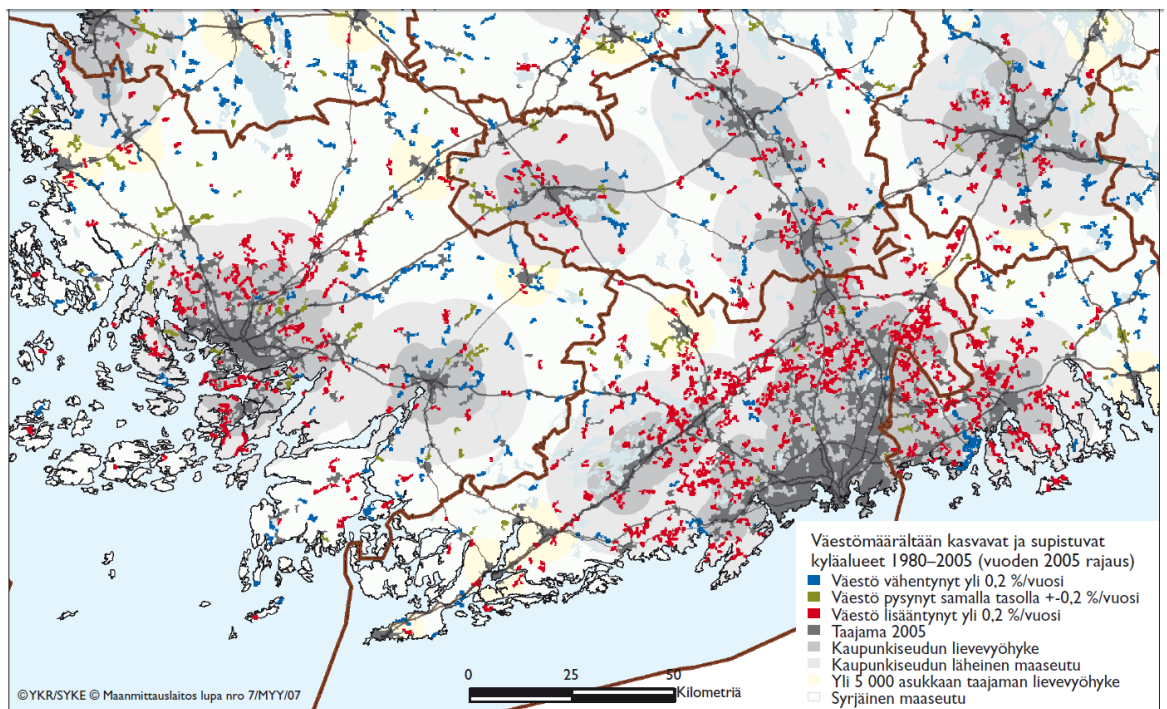 Väestömäärältään kasvavat ja supistuvat
kyläalueet 1980–2005 (vuoden 2005 rajaus)
Väestö vähentynyt yli 0,2 %/vuosi
Väestö pysynyt samalla tasolla +-0,2 %/vuosi
Väestö lisääntynyt yli 0,2 %/vuosi
Taajama 2005
Kaupunkiseudun lievevyöhyke
Kaupunkiseudun läheinen maaseutu
Yli 5 000 asukkaan taajaman lievevyöhyke
Syrjäinen maaseutu
0 25 50
Kilometriä
©YKR/SYKE © Maanmittauslaitos lupa nro 7/MYY/07